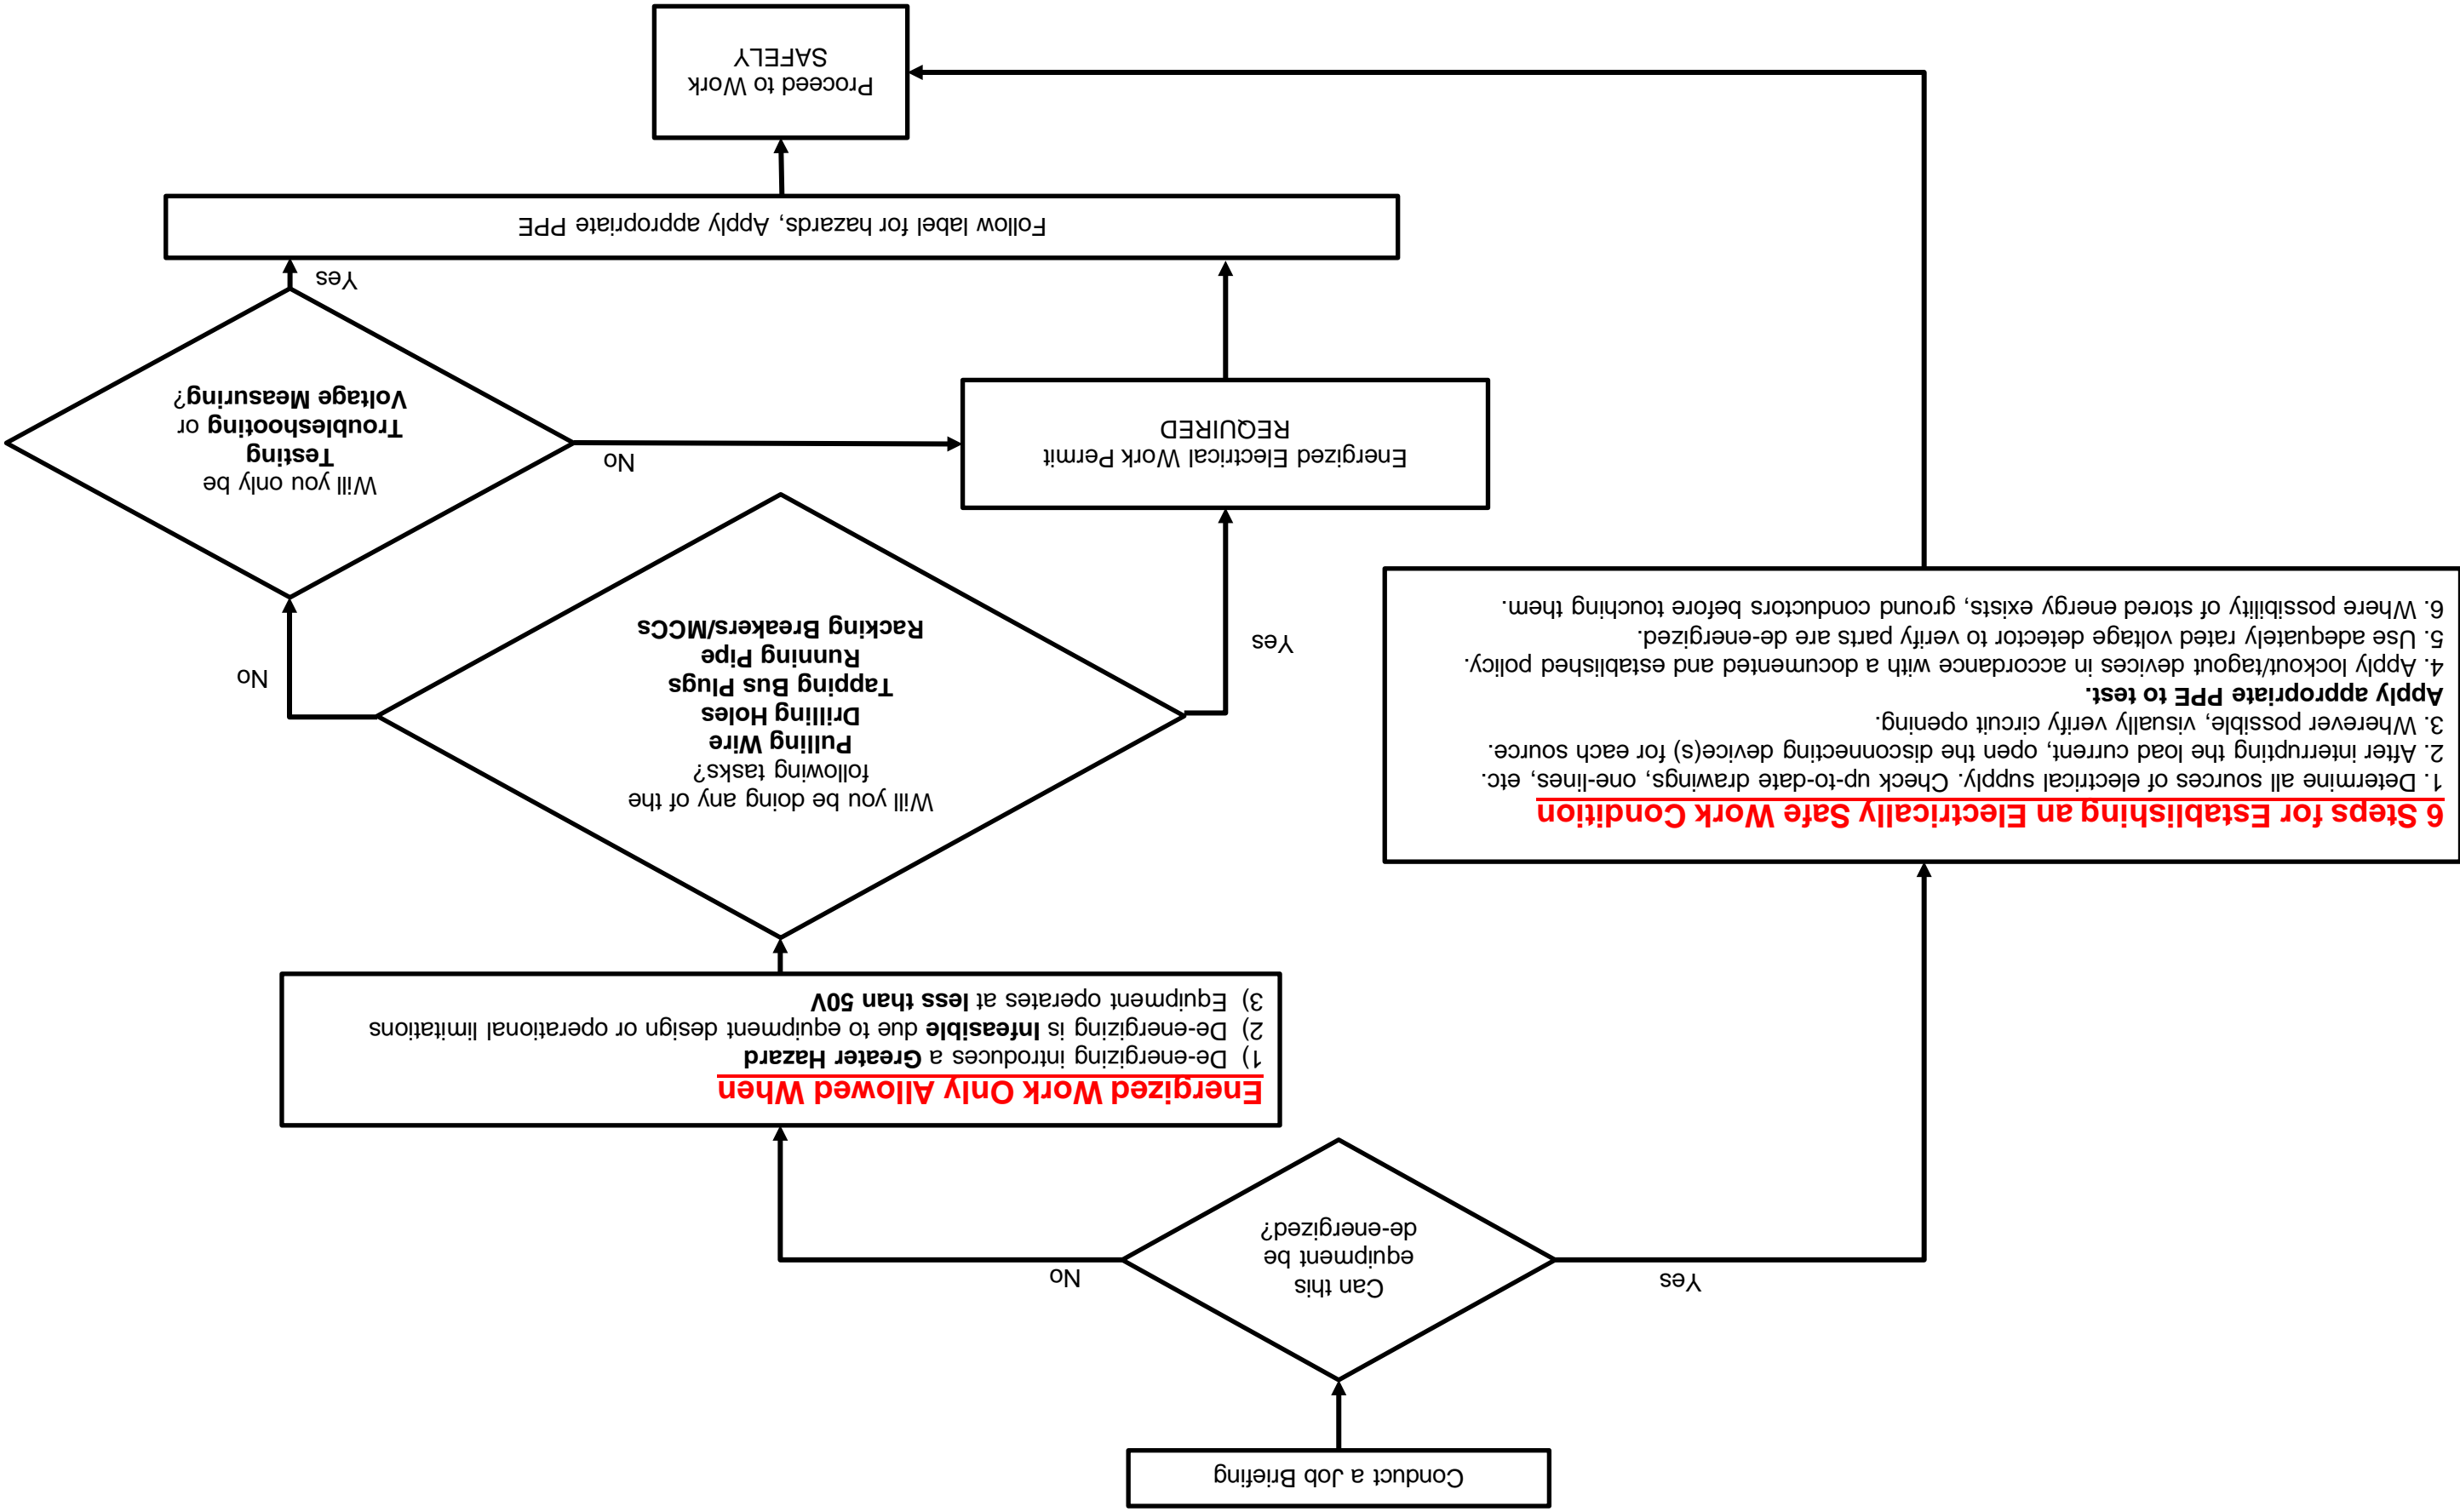 Conduct a Job Briefing
Can this
equipment be
de-energized?
Yes
No
6 Steps for Establishing an Electrically Safe Work Condition
1. Determine all sources of electrical supply. Check up-to-date drawings, one-lines, etc.
2. After interrupting the load current, open the disconnecting device(s) for each source.
3. Wherever possible, visually verify circuit opening.
Apply appropriate PPE to test.
4. Apply lockout/tagout devices in accordance with a documented and established policy.
5. Use adequately rated voltage detector to verify parts are de-energized.
6. Where possibility of stored energy exists, ground conductors before touching them.
Energized Work Only Allowed When
1) De-energizing introduces a Greater Hazard
2) De-energizing is Infeasible due to equipment design or operational limitations
3) Equipment operates at less than 50V
Will you be doing any of the
following tasks?
Pulling Wire
Drilling Holes
Tapping Bus Plugs
Running Pipe
Racking Breakers/MCCs
Yes
No
Energized Electrical Work Permit
REQUIRED
Will you only be
Testing
Troubleshooting or
Voltage Measuring?
No
Yes
Follow label for hazards, Apply appropriate PPE
Proceed to Work
SAFELY